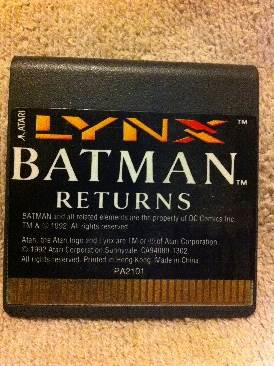 ATARI
LYNX ™
BATMAN ™
RETURNS
BATMAN and all related elements are the property of DC Comics Inc.
TM & © 1992. All rights reserved.
Atari, the Atari logo and Lynx are TM or ® of Atari Corporation.
© 1992 Atari Corporation Sunnyvale, CA94089-1302
All rights reserved. Printed in Hong Kong. Made in China.
PA2101